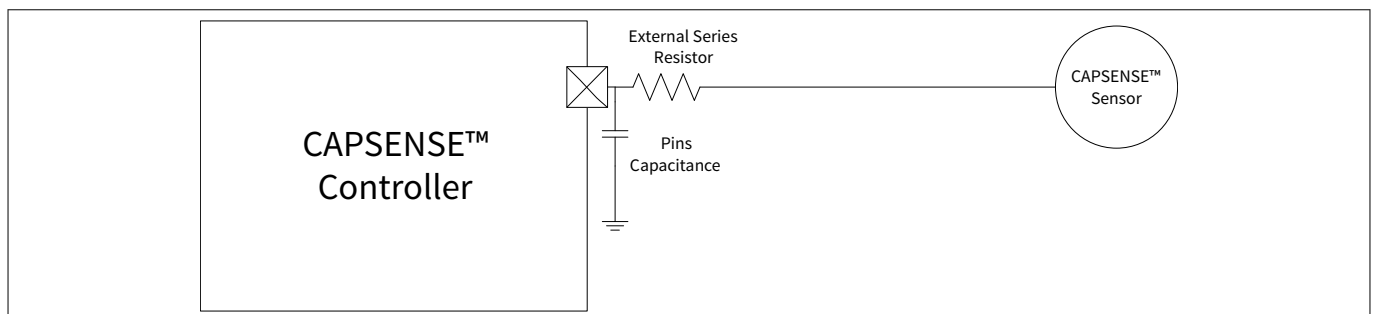 External Series
Resistor
CAPSENSE™
Sensor
CAPSENSE™
Controller
Pins
Capacitance